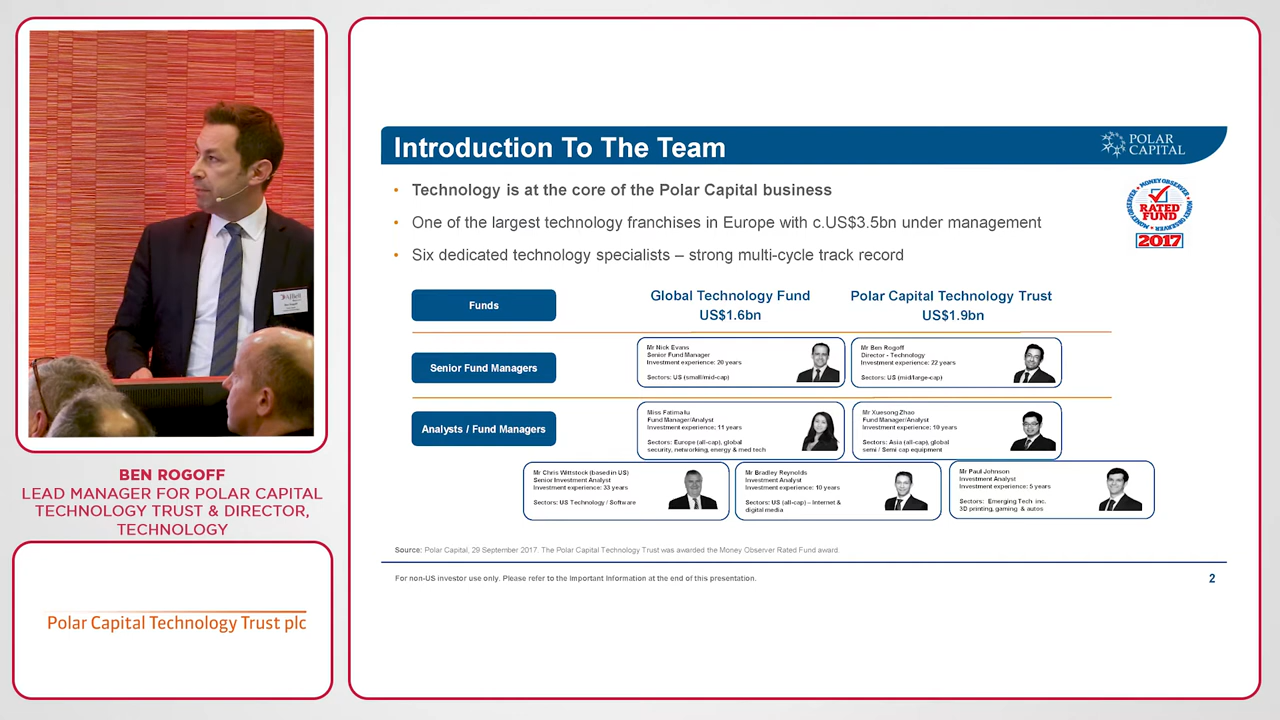 BEN ROGOFF
LEAD MANAGER FOR POLAR CAPITAL
TECHNOLOGY TRUST & DIRECTOR,
TECHNOLOGY
Polar Capital Technology Trust plc
Introduction To The Team
POLAR
CAPITAL
• Technology is at the core of the Polar Capital business
• One of the largest technology franchises in Europe with c.US$3.5bn under management
• Six dedicated technology specialists – strong multi-cycle track record
MONEY OBSERVER
RATED
FUND
MONEY OBSERVER
2017
Funds
Global Technology Fund
US$1.6bn
Polar Capital Technology Trust
US$1.9bn
Senior Fund Managers
Mr Nick Evans
Senior Fund Manager
Investment experience: 20 years
Sectors: US (small/mid-cap)
Mr Ben Rogoff
Director - Technology
Investment experience: 22 years
Sectors: US (mid/large-cap)
Analysts / Fund Managers
Miss Fatima Iu
Fund Manager/Analyst
Investment experience: 11 years
Sectors: Europe (all-cap), global
security, networking, energy & med tech
Mr Xuesong Zhao
Fund Manager/Analyst
Investment experience: 10 years
Sectors: Asia (all-cap), global
semi / Semi cap equipment
Mr Chris Wittstock (based in US)
Senior Investment Analyst
Investment experience: 33 years
Sectors: US Technology / Software
Mr Bradley Reynolds
Investment Analyst
Investment experience: 10 years
Sectors: US (all-cap) – Internet &
digital media
Mr Paul Johnson
Investment Analyst
Investment experience: 5 years
Sectors: Emerging Tech inc.
3D printing, gaming & autos
Source: Polar Capital, 29 September 2017. The Polar Capital Technology Trust was awarded the Money Observer Rated Fund award.
For non-US investor use only. Please refer to the Important Information at the end of this presentation.
2